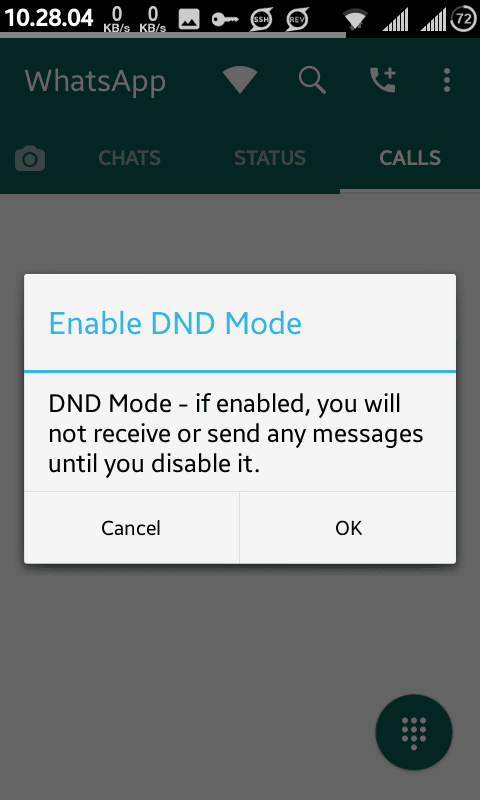 10.28.04 0 KB/s 0 KB/s SSH REV 72
WhatsApp
CHATS STATUS CALLS
Enable DND Mode
DND Mode - if enabled, you will
not receive or send any messages
until you disable it.
Cancel OK